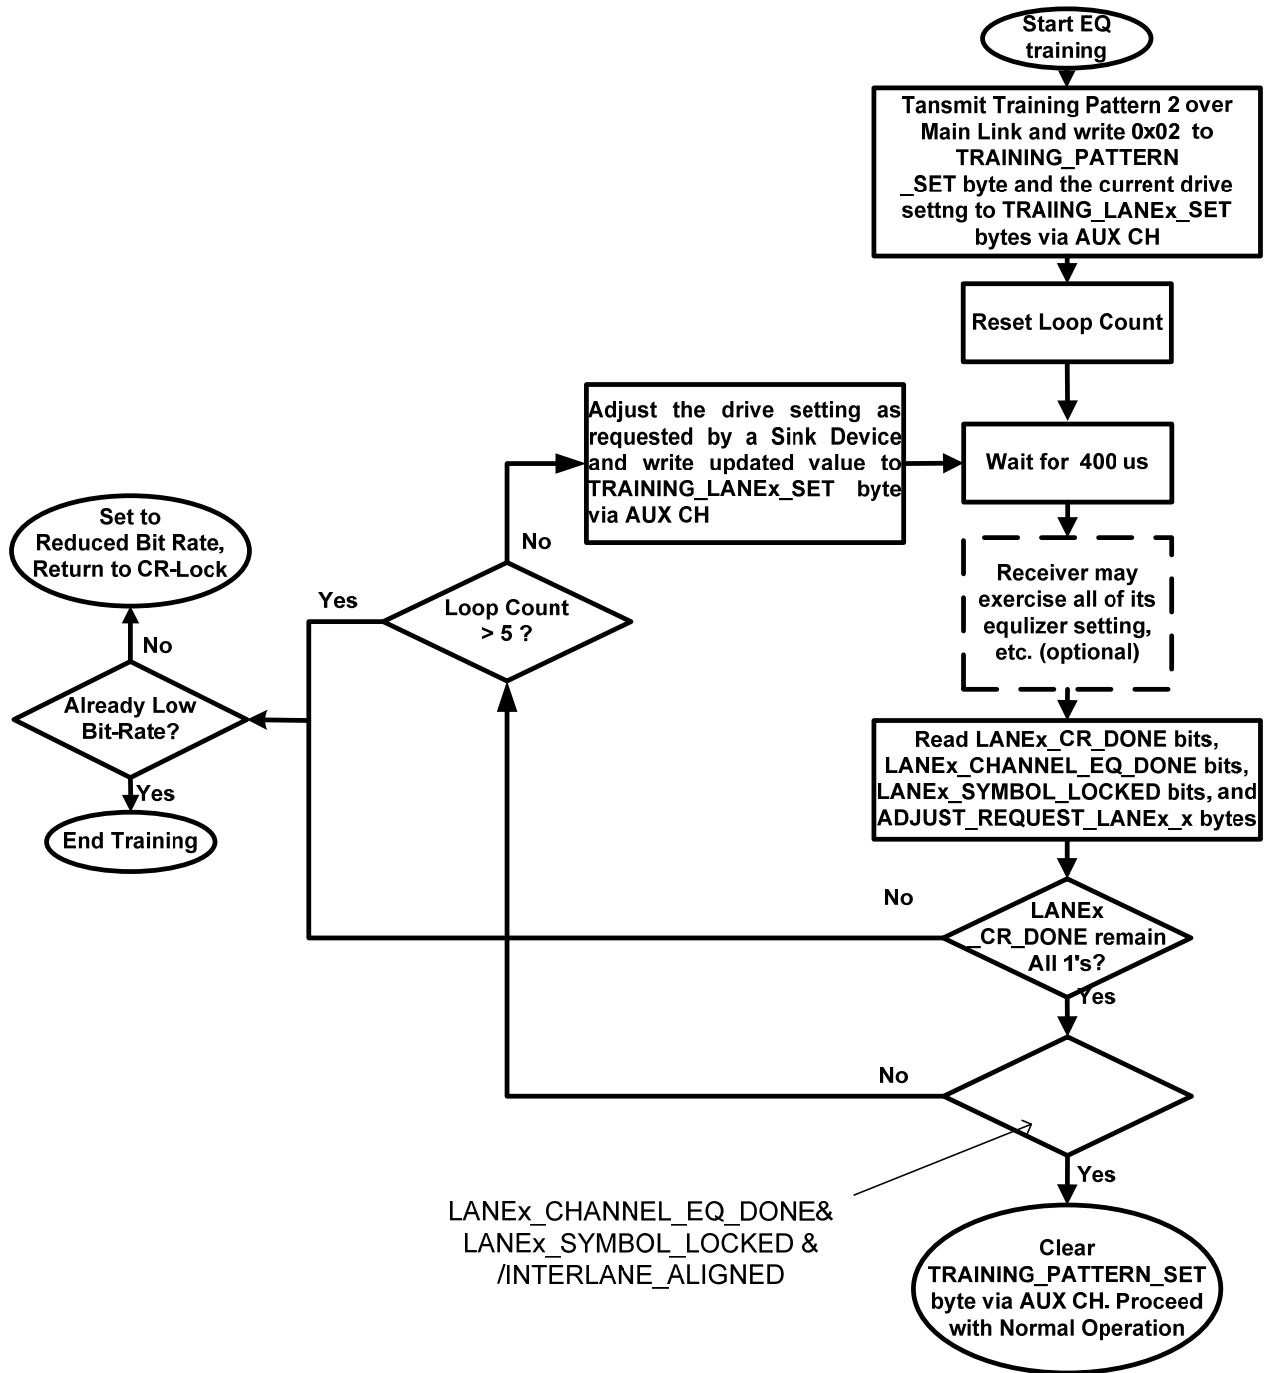 Start EQ
training
Tansmit Training Pattern 2 over
Main Link and write 0x02 to
TRAINING_PATTERN
_SET byte and the current drive
settng to TRAIING_LANEx_SET
bytes via AUX CH
Reset Loop Count
Adjust the drive setting as
requested by a Sink Device
and write updated value to
TRAINING_LANEx_SET byte
via AUX CH
Wait for 400 us
Set to
Reduced Bit Rate,
Return to CR-Lock
No
Receiver may
exercise all of its
equlizer setting,
etc. (optional)
Yes
Loop Count
> 5 ?
No
Already Low
Bit-Rate?
Yes
End Training
Read LANEx_CR_DONE bits,
LANEx_CHANNEL_EQ_DONE bits,
LANEx_SYMBOL_LOCKED bits, and
ADJUST_REQUEST_LANEx_x bytes
No
LANEx
_CR_DONE remain
All 1's?
Yes
No
Yes
LANEx_CHANNEL_EQ_DONE&
LANEx_SYMBOL_LOCKED &
/INTERLANE_ALIGNED
Clear
TRAINING_PATTERN_SET
byte via AUX CH. Proceed
with Normal Operation